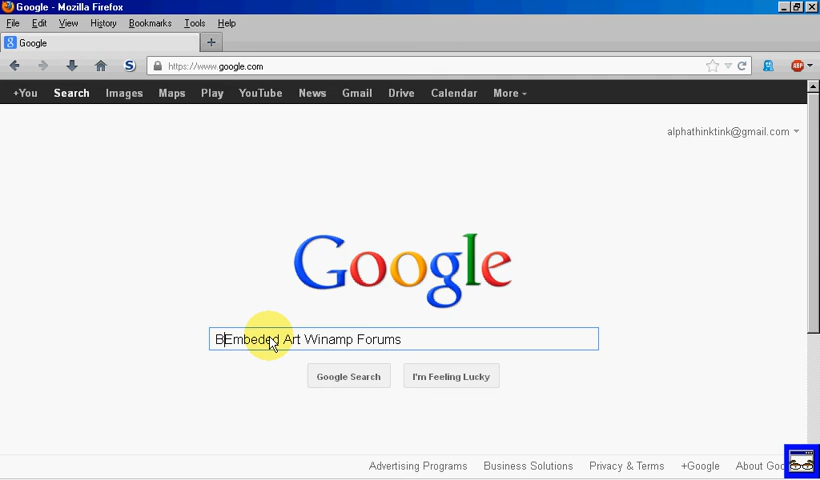 Google - Mozilla Firefox
File Edit View History Bookmarks Tools Help
Google
https://www.google.com
ABP
+You Search Images Maps Play YouTube News Gmail Drive Calendar More
alphathinktink@gmail.com
Google
BEmbeded Art Winamp Forums
Google Search I'm Feeling Lucky
Advertising Programs Business Solutions Privacy & Terms +Google About